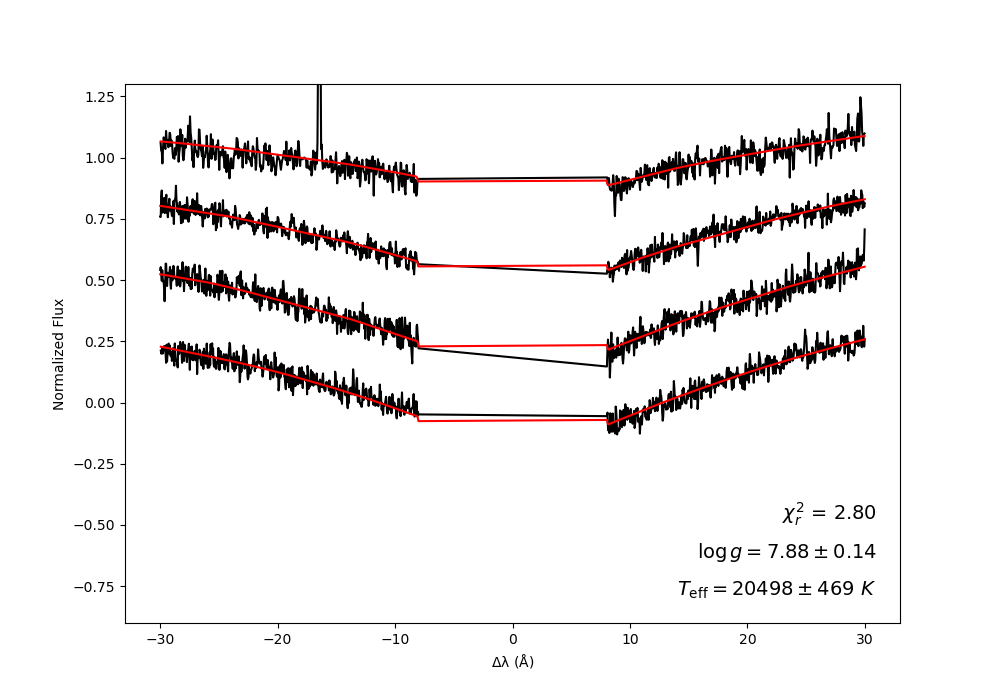 1.25
1.00
0.75
0.50
0.25
0.00
−0.25
−0.50
−0.75
Normalized Flux
χ²ᵣ = 2.80
log g = 7.88 ± 0.14
T_eff = 20498 ± 469 K
−30 −20 −10 0 10 20 30
Δλ (Å)